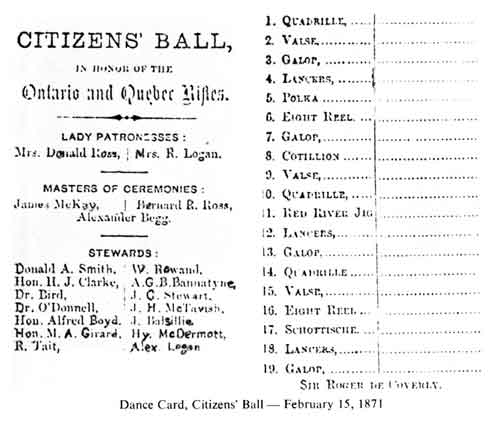 CITIZENS' BALL,
IN HONOR OF THE
Ontario and Quebec Rifles.
LADY PATRONESSES :
Mrs. Donald Ross, Mrs. R. Logan.
MASTERS OF CEREMONIES :
James McKay, Bernard R. Ross,
Alexander Begg.
STEWARDS :
Donald A. Smith, W. Rowand,
Hon. H. J. Clarke, A.G.B. Bannatyne,
Dr. Bird, J. C. Stewart,
Dr. O'Donnell, J. H. McTavish,
Hon. Alfred Boyd, J. Balsillie,
Hon. M. A. Girard, Hy. McDermott,
R. Tait, Alex. Logan
1. QUADRILLE,
2. VALSE,
3. GALOP,
4. LANCERS,
5. POLKA
6. EIGHT REEL
7. GALOP,
8. COTILLION
9. VALSE,
10. QUADRILLE,
11. RED RIVER JIG
12. LANCERS,
13. GALOP,
14. QUADRILLE
15. VALSE,
16. EIGHT REEL
17. SCHOTTISCHE.
18. LANCERS,
19. GALOP,
SIR ROGER DE COVERLY.
Dance Card, Citizens' Ball — February 15, 1871